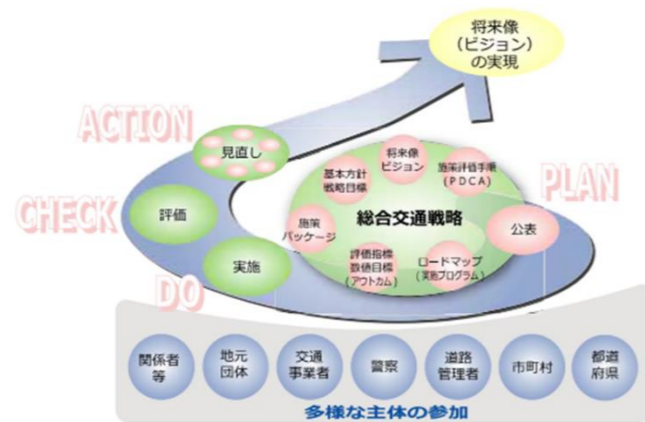 将来像
(ビジョン)
の実現
ACTION
見直し
CHECK
評価
実施
DO
PLAN
将来像
ビジョン
基本方針
戦略目標
施策評価手順
(PDCA)
総合交通戦略
施策
パッケージ
公表
評価指標
数値目標
(アウトカム)
ロードマップ
(実施プログラム)
関係者
等
地元
団体
交通
事業者
警察
道路
管理者
市町村
都道
府県
多様な主体の参加